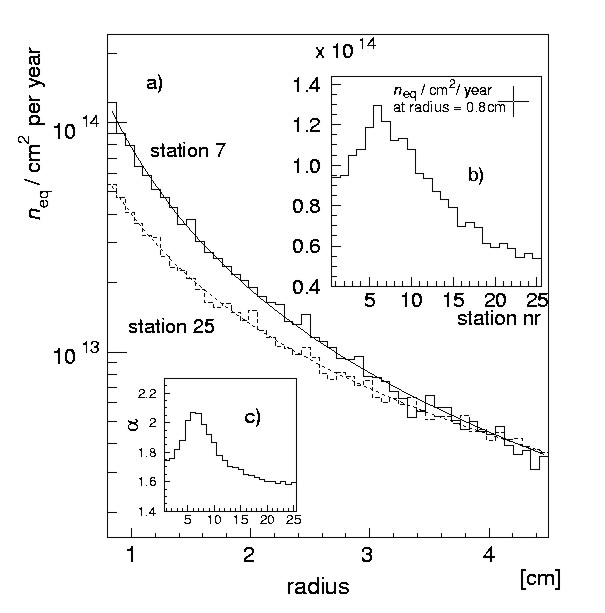 x 10^14
a)
n_eq / cm^2 per year
10^14
10^13
station 7
station 25
1.4
1.2
1.0
0.8
0.6
0.4
n_eq / cm^2 / year
at radius = 0.8cm
b)
5 10 15 20 25
station nr
c)
α
2.2
2
1.8
1.6
1.4
5 10 15 20 25
1 2 3 4
radius
[cm]